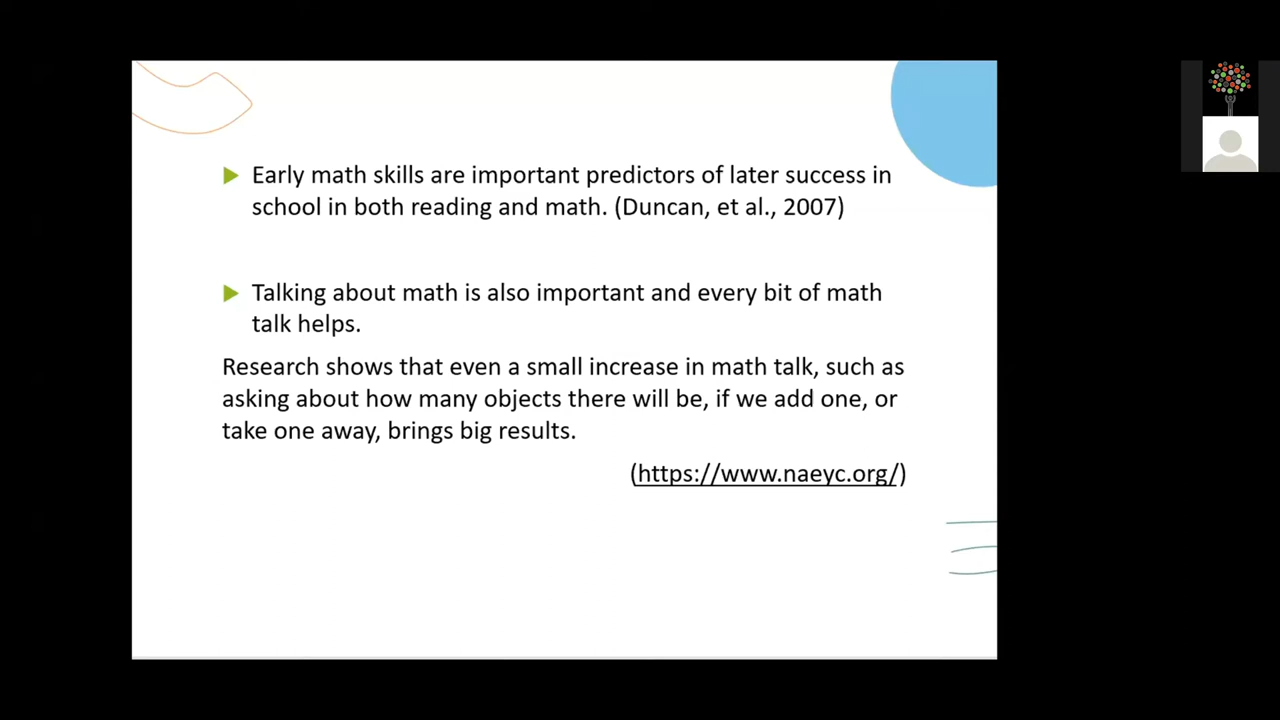 Early math skills are important predictors of later success in
school in both reading and math. (Duncan, et al., 2007)
Talking about math is also important and every bit of math
talk helps.
Research shows that even a small increase in math talk, such as
asking about how many objects there will be, if we add one, or
take one away, brings big results.
(https://www.naeyc.org/)